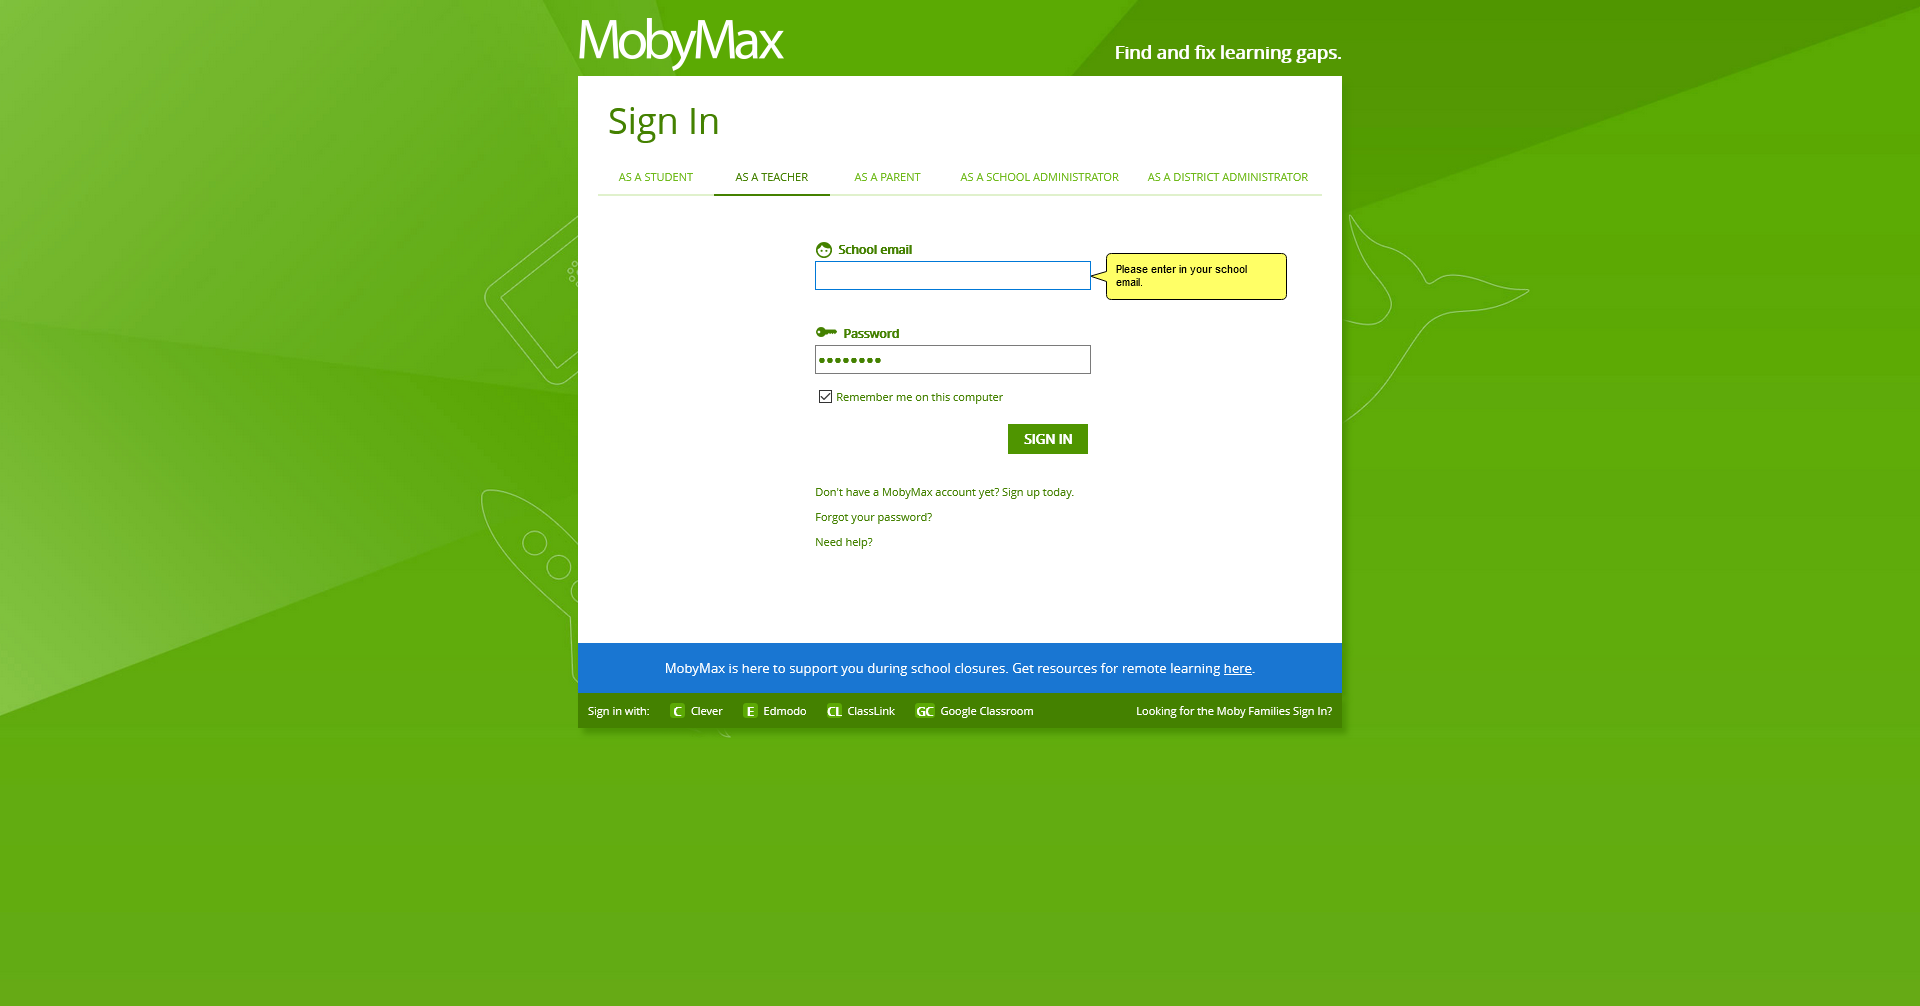 MobyMax
Find and fix learning gaps.
Sign In
AS A STUDENT
AS A TEACHER
AS A PARENT
AS A SCHOOL ADMINISTRATOR
AS A DISTRICT ADMINISTRATOR
School email
Please enter in your school
email.
Password
Remember me on this computer
SIGN IN
Don't have a MobyMax account yet? Sign up today.
Forgot your password?
Need help?
MobyMax is here to support you during school closures. Get resources for remote learning here.
Sign in with:
C Clever
E Edmodo
CL ClassLink
GC Google Classroom
Looking for the Moby Families Sign In?